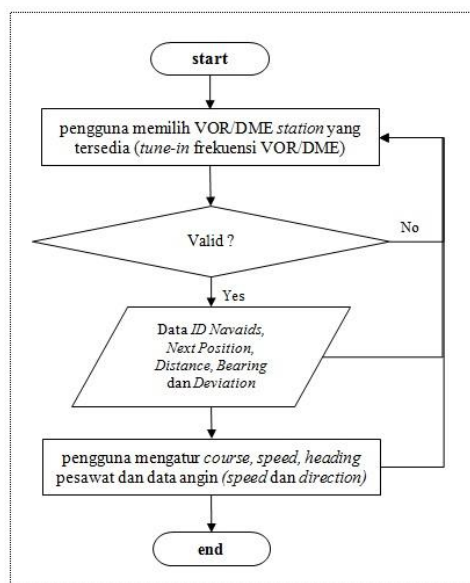 start
pengguna memilih VOR/DME station yang
tersedia (tune-in frekuensi VOR/DME)
Valid ?
No
Yes
Data ID Navaids,
Next Position,
Distance, Bearing
dan Deviation
pengguna mengatur course, speed, heading
pesawat dan data angin (speed dan direction)
end